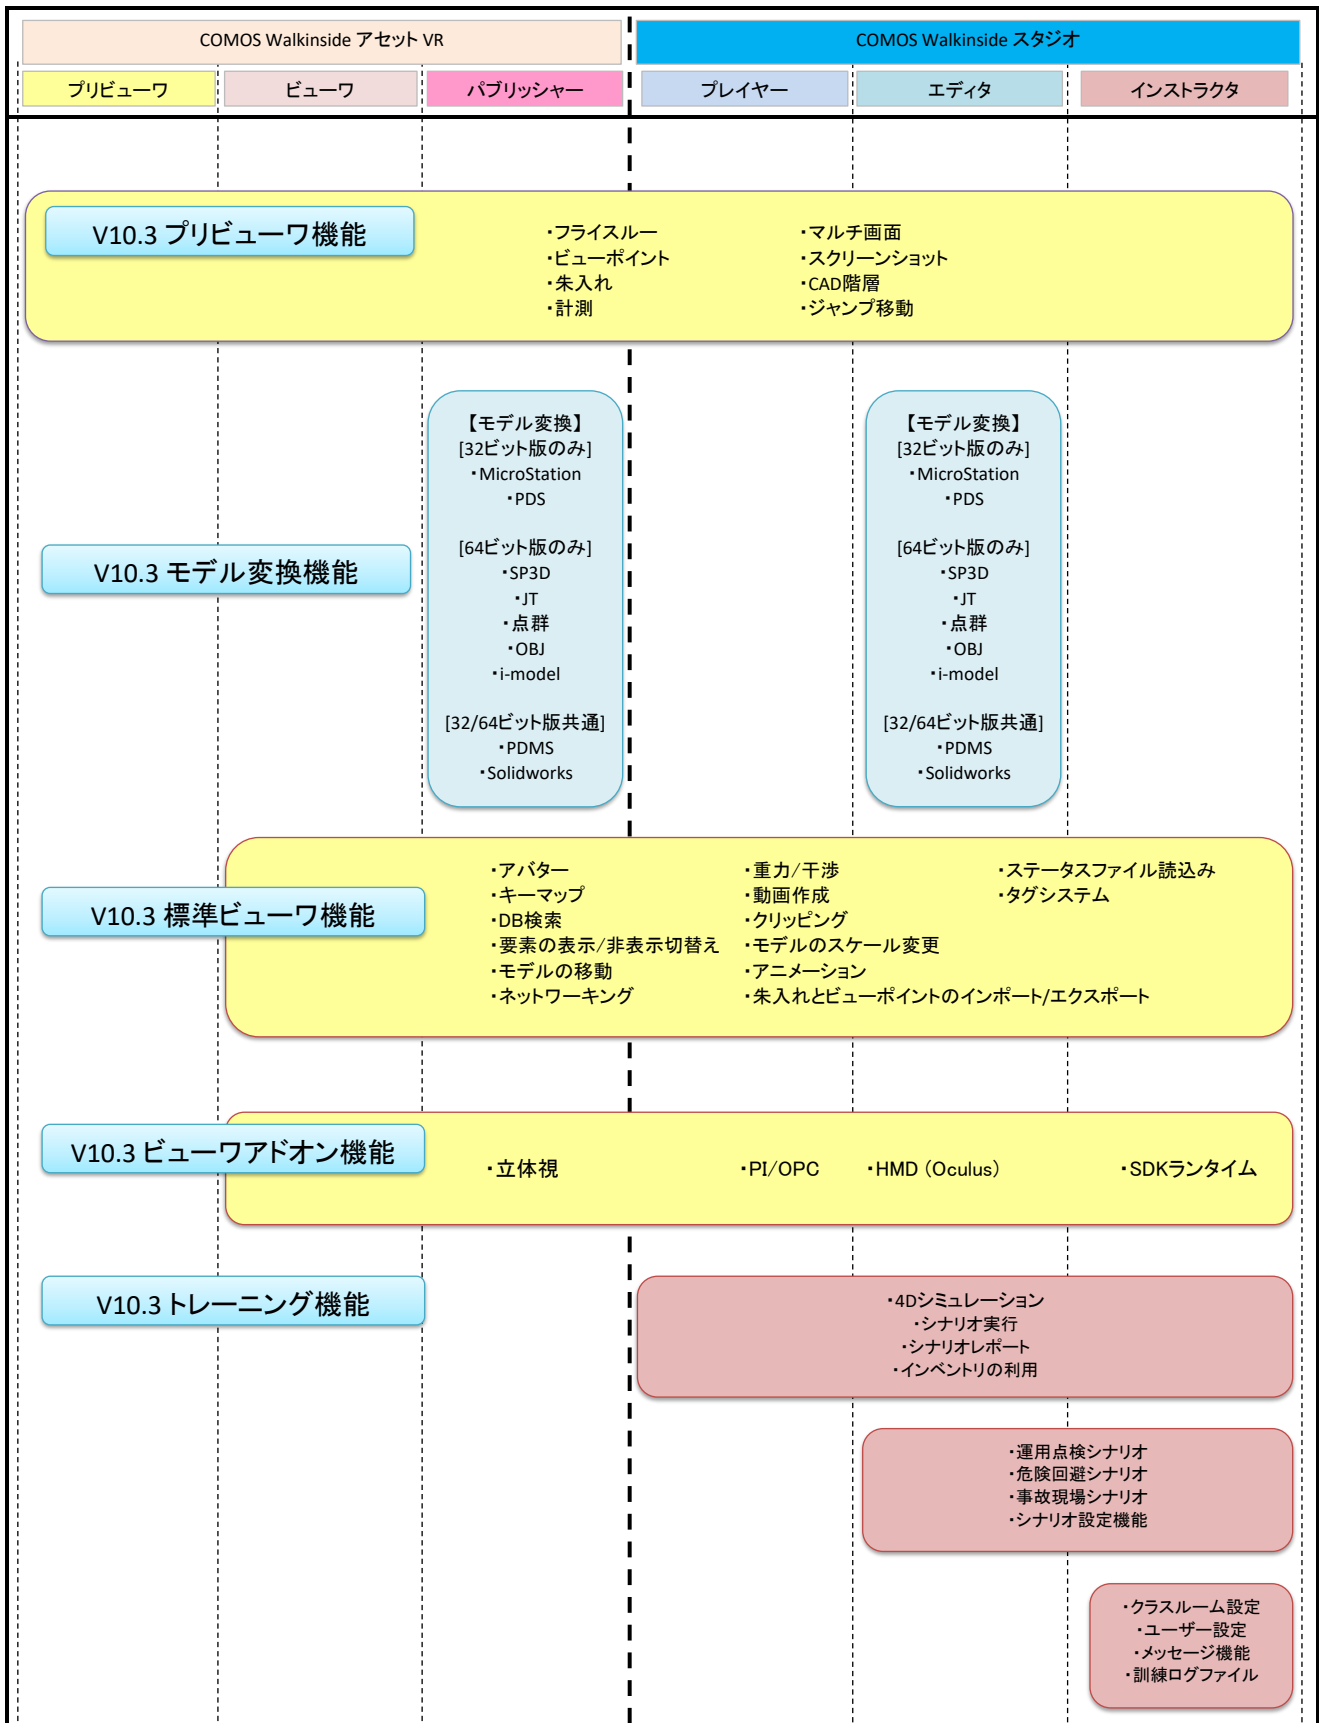 COMOS Walkinside アセット VR
COMOS Walkinside スタジオ
プリビューワ
ビューワ
パブリッシャー
プレイヤー
エディタ
インストラクタ
V10.3 プリビューワ機能
・フライスルー
・ビューポイント
・朱入れ
・計測
・マルチ画面
・スクリーンショット
・CAD階層
・ジャンプ移動
V10.3 モデル変換機能
【モデル変換】
[32ビット版のみ]
・MicroStation
・PDS
[64ビット版のみ]
・SP3D
・JT
・点群
・OBJ
・i-model
[32/64ビット版共通]
・PDMS
・Solidworks
【モデル変換】
[32ビット版のみ]
・MicroStation
・PDS
[64ビット版のみ]
・SP3D
・JT
・点群
・OBJ
・i-model
[32/64ビット版共通]
・PDMS
・Solidworks
V10.3 標準ビューワ機能
・アバター
・キーマップ
・DB検索
・要素の表示/非表示切替え
・モデルの移動
・ネットワーキング
・重力/干渉
・動画作成
・クリッピング
・モデルのスケール変更
・アニメーション
・朱入れとビューポイントのインポート/エクスポート
・ステータスファイル読込み
・タグシステム
V10.3 ビューワアドオン機能
・立体視
・PI/OPC
・HMD (Oculus)
・SDKランタイム
V10.3 トレーニング機能
・4Dシミュレーション
・シナリオ実行
・シナリオレポート
・インベントリの利用
・運用点検シナリオ
・危険回避シナリオ
・事故現場シナリオ
・シナリオ設定機能
・クラスルーム設定
・ユーザー設定
・メッセージ機能
・訓練ログファイル